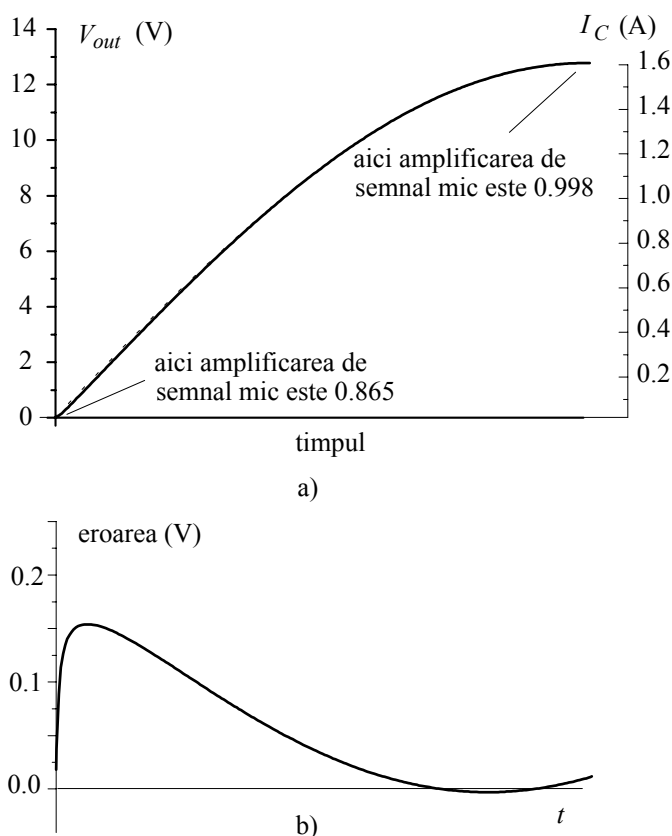 V_out (V)
I_C (A)
14
12
10
8
6
4
2
0
1.6
1.4
1.2
1.0
0.8
0.6
0.4
0.2
aici amplificarea de
semnal mic este 0.998
aici amplificarea de
semnal mic este 0.865
timpul
a)
eroarea (V)
0.2
0.1
0.0
t
b)